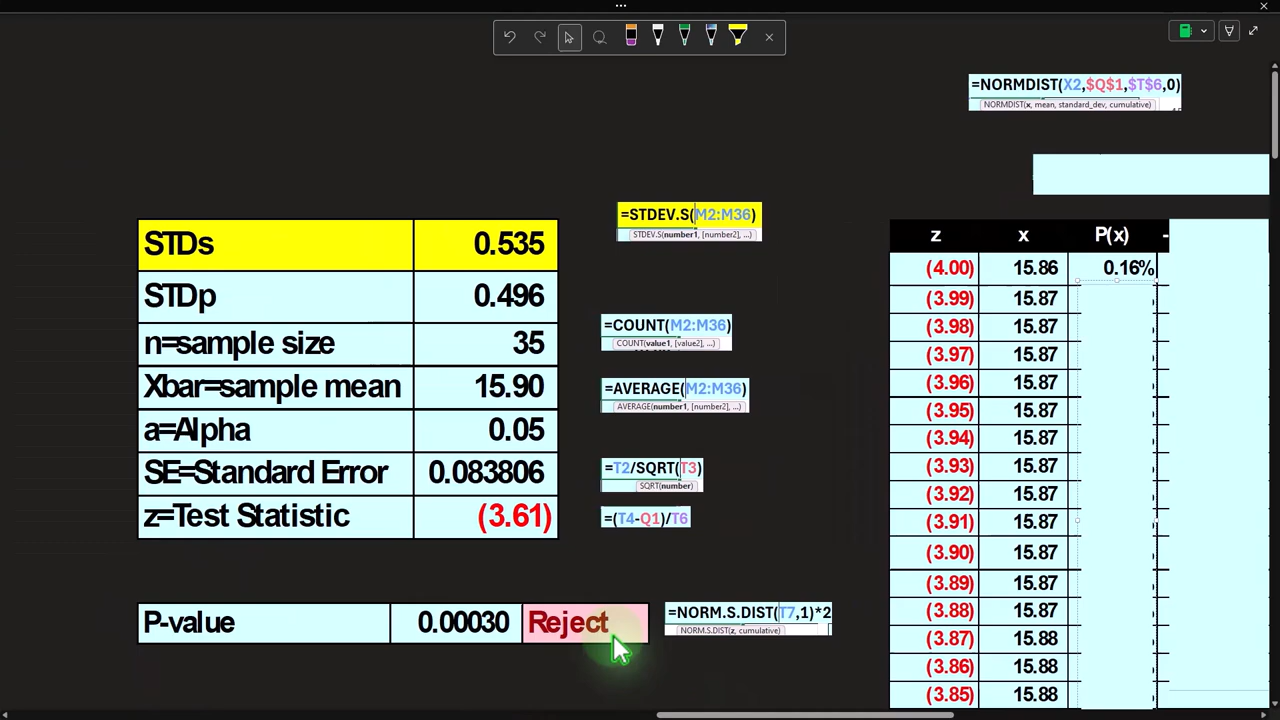 =NORMDIST(X2,$Q$1,$T$6,0)
NORMDIST(x, mean, standard_dev, cumulative)
STDs 0.535
=STDEV.S(M2:M36)
STDEV.S(number1, [number2], ...)
STDp 0.496
n=sample size 35
=COUNT(M2:M36)
COUNT(value1, [value2], ...)
Xbar=sample mean 15.90
=AVERAGE(M2:M36)
AVERAGE(number1, [number2], ...)
a=Alpha 0.05
SE=Standard Error 0.083806
=T2/SQRT(T3)
SQRT(number)
z=Test Statistic (3.61)
=(T4-Q1)/T6
P-value 0.00030 Reject
=NORM.S.DIST(T7,1)*2
NORM.S.DIST(z, cumulative)
z x P(x)
(4.00) 15.86 0.16%
(3.99) 15.87
(3.98) 15.87
(3.97) 15.87
(3.96) 15.87
(3.95) 15.87
(3.94) 15.87
(3.93) 15.87
(3.92) 15.87
(3.91) 15.87
(3.90) 15.87
(3.89) 15.87
(3.88) 15.87
(3.87) 15.88
(3.86) 15.88
(3.85) 15.88